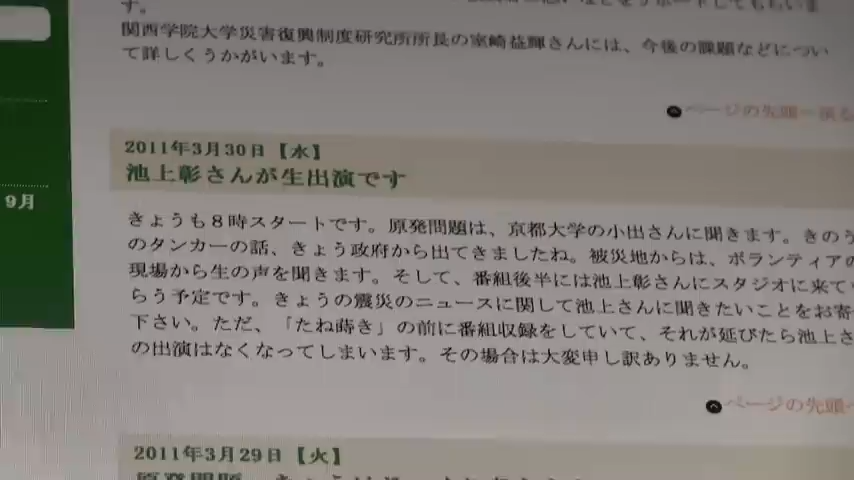 す。
関西学院大学災害復興制度研究所所長の室崎益輝さんには、今後の課題などについ
て詳しくうかがいます。
ページの先頭へ戻る
2011年3月30日【水】
池上彰さんが生出演です
9月
きょうも8時スタートです。原発問題は、京都大学の小出さんに聞きます。きのう
のタンカーの話、きょう政府から出てきましたね。被災地からは、ボランティアの
現場から生の声を聞きます。そして、番組後半には池上彰さんにスタジオに来て
らう予定です。きょうの震災のニュースに関して池上さんに聞きたいことをお寄
下さい。ただ、「たね蒔き」の前に番組収録をしていて、それが延びたら池上さ
の出演はなくなってしまいます。その場合は大変申し訳ありません。
ページの先頭
2011年3月29日【火】